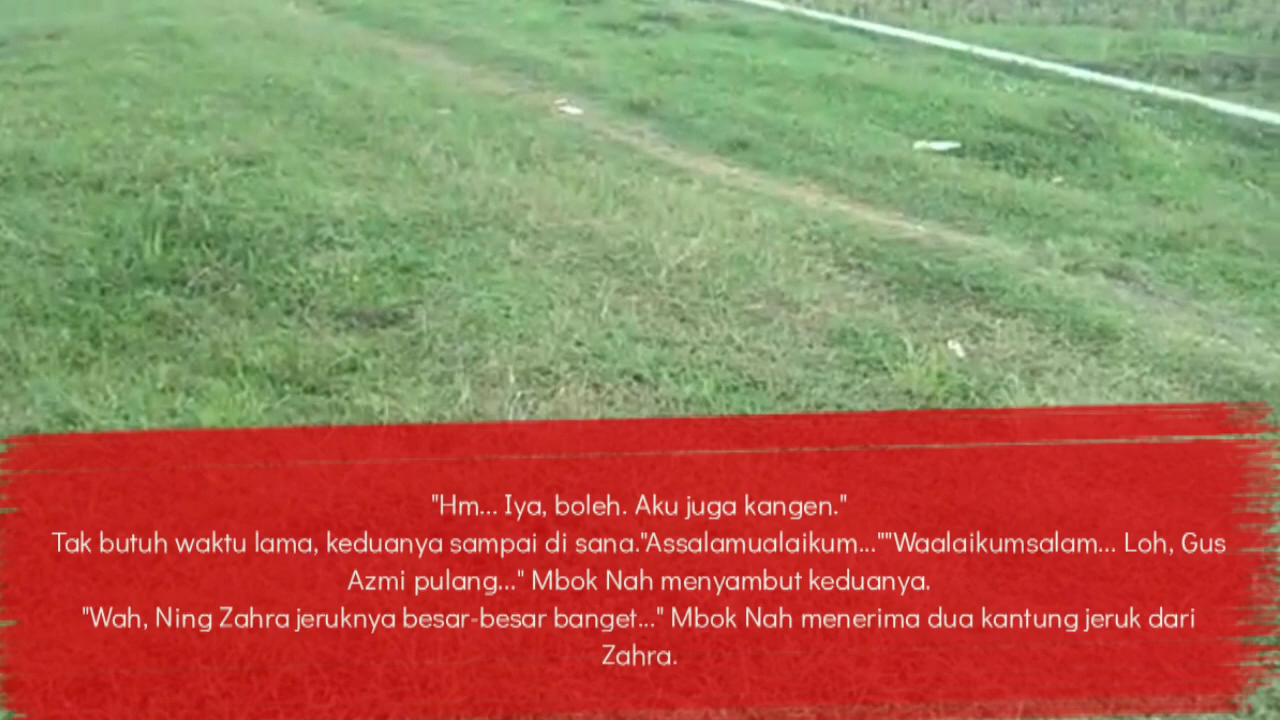 "Hm... Iya, boleh. Aku juga kangen."
Tak butuh waktu lama, keduanya sampai di sana."Assalamualaikum...""Waalaikumsalam... Loh, Gus
Azmi pulang..." Mbok Nah menyambut keduanya.
"Wah, Ning Zahra jeruknya besar-besar banget..." Mbok Nah menerima dua kantung jeruk dari
Zahra.